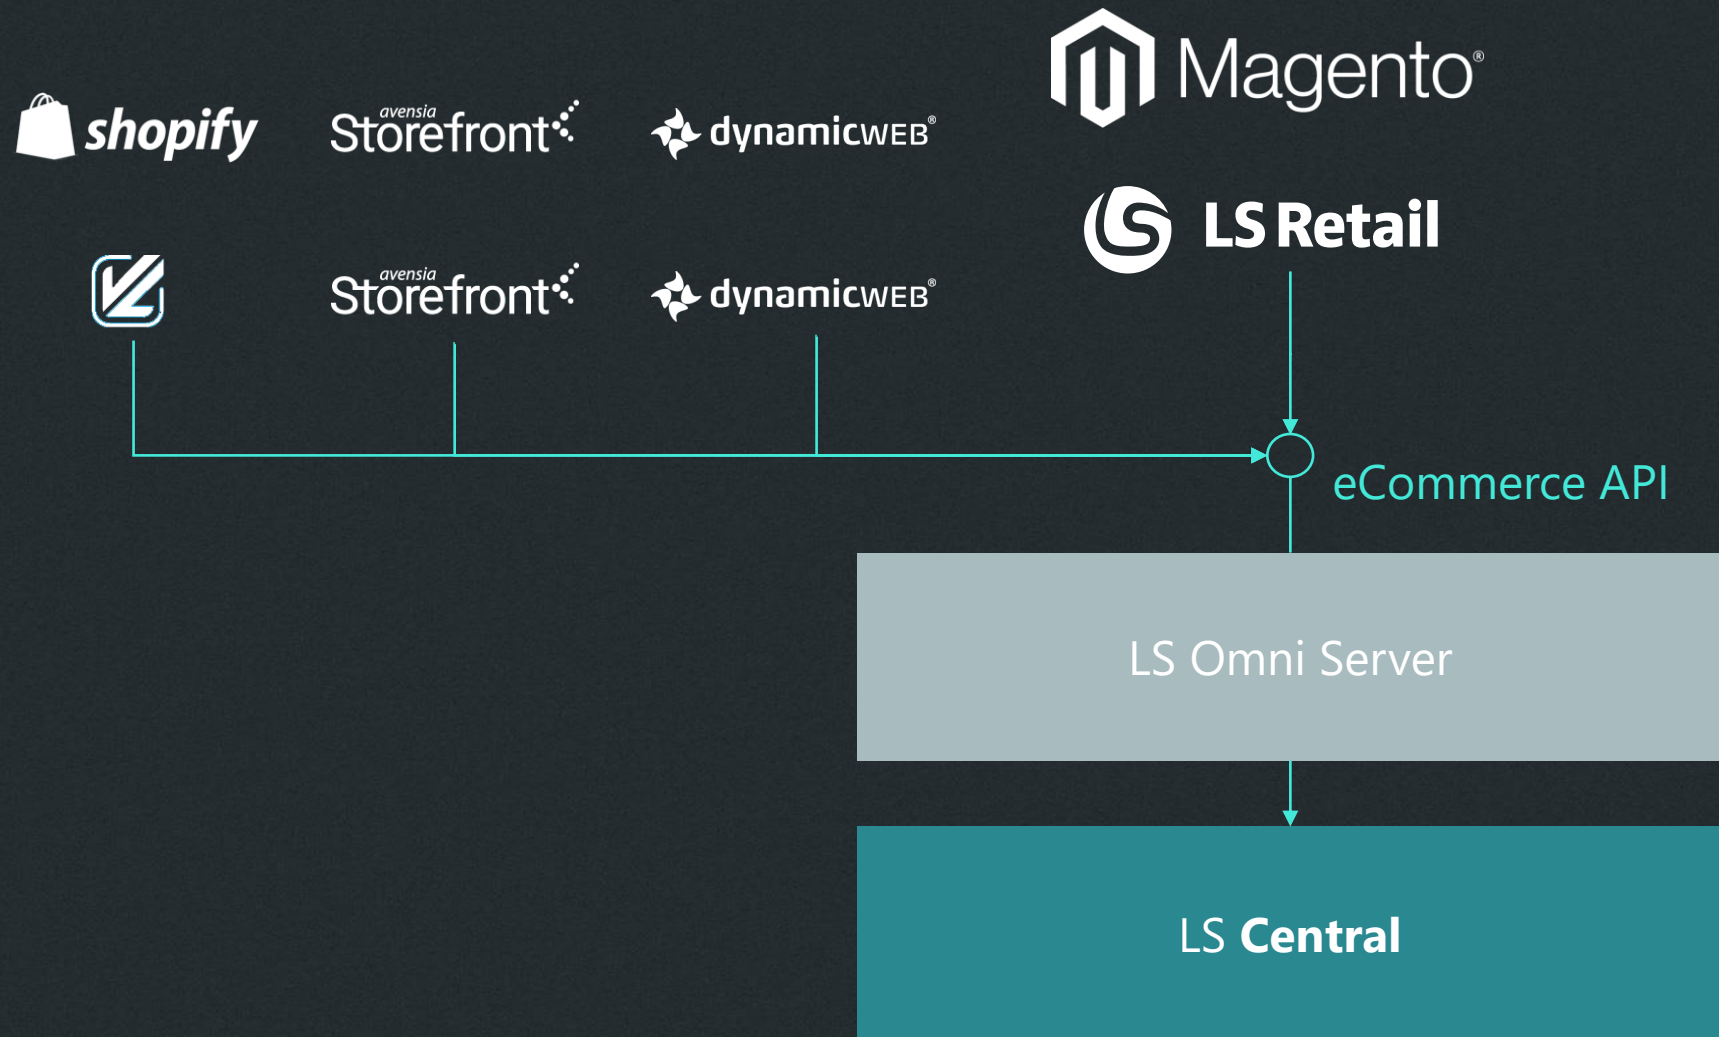 Magento®
shopify
avensia
Storefront
dynamicWEB®
LS Retail
avensia
Storefront
dynamicWEB®
eCommerce API
LS Omni Server
LS Central